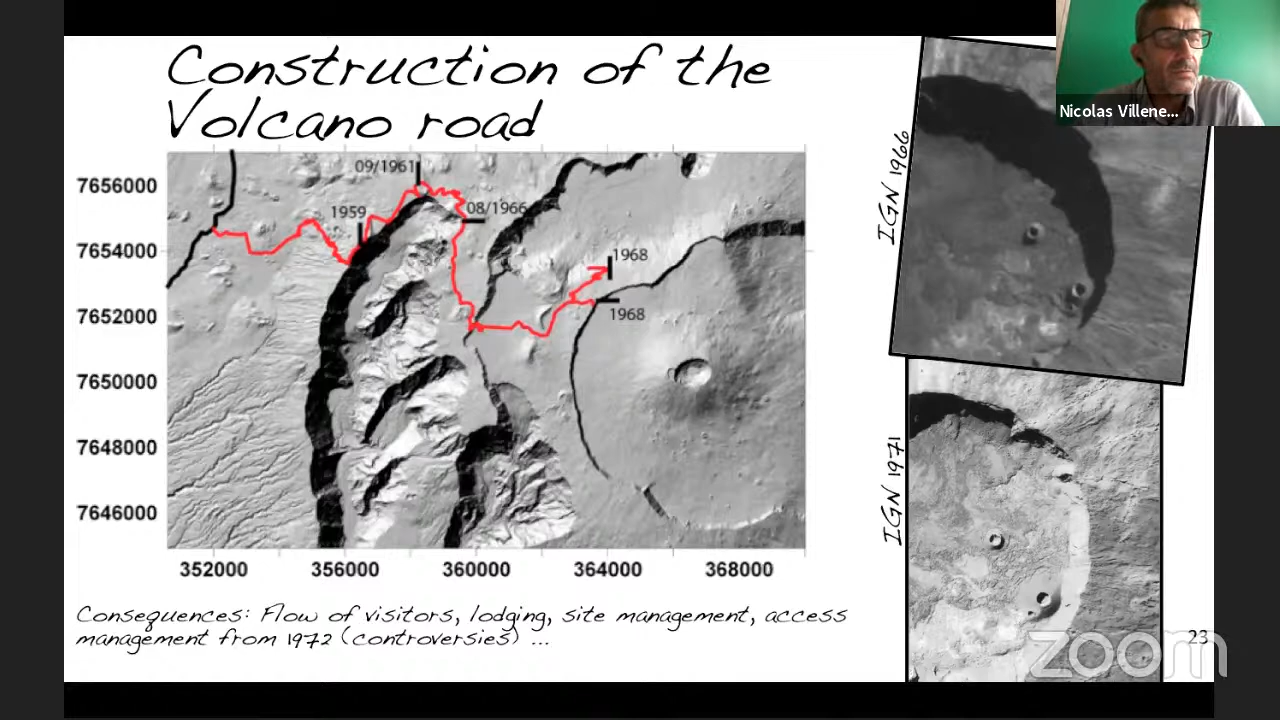 Construction of the
Volcano road
Nicolas Villene...
IGN 1966
09/1961
1959
08/1966
1968
1968
7656000
7654000
7652000
7650000
7648000
7646000
352000
356000
360000
364000
368000
IGN 1971
Consequences: Flow of visitors, lodging, site management, access
management from 1972 (controversies) ...
23
zoom